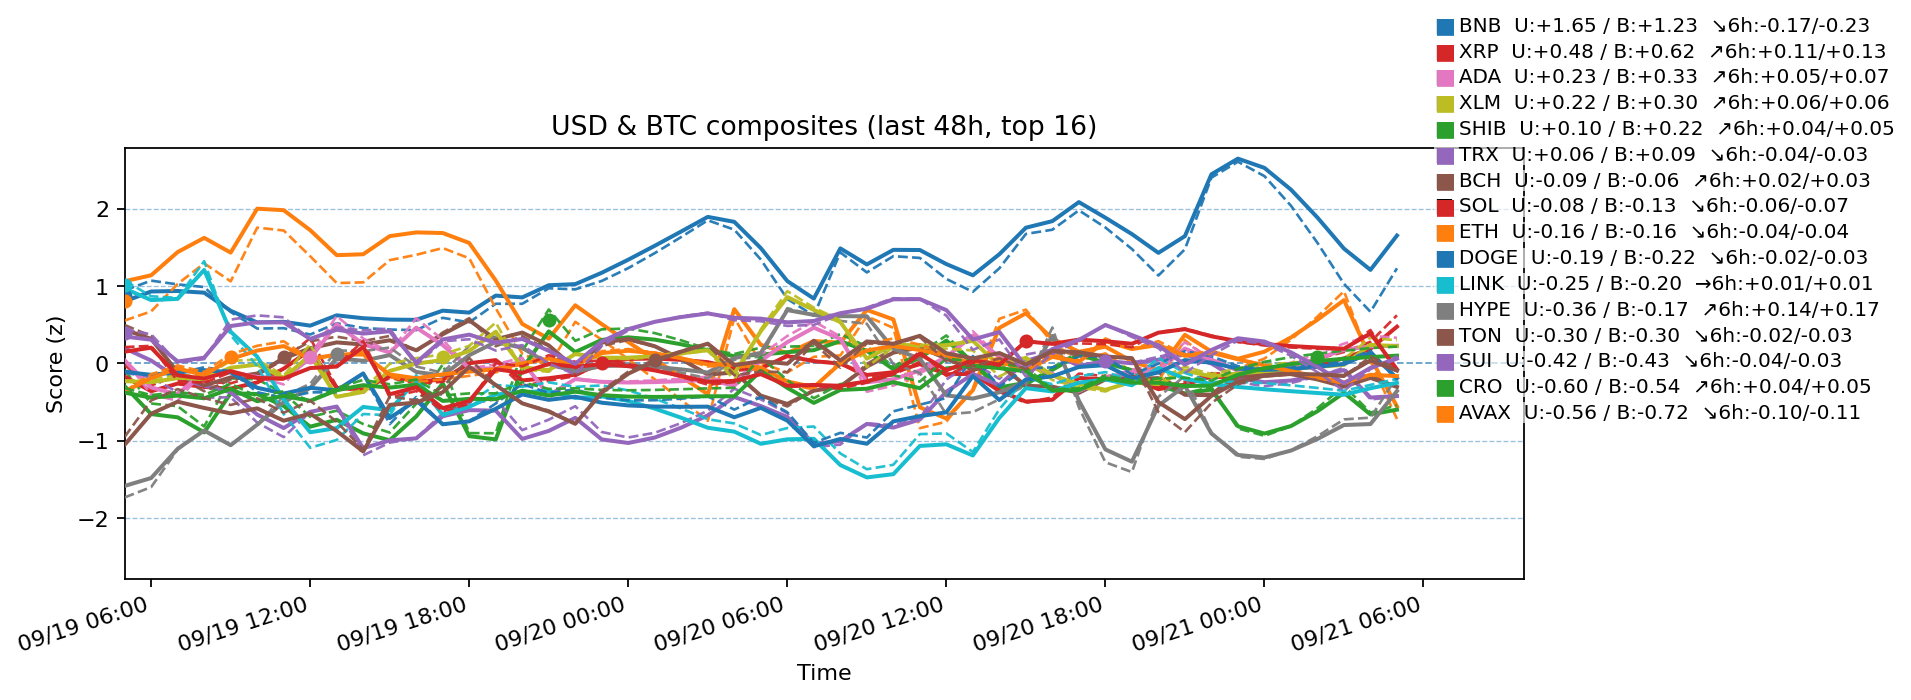 BNB U:+1.65 / B:+1.23 ↘6h:-0.17/-0.23
XRP U:+0.48 / B:+0.62 ↗6h:+0.11/+0.13
ADA U:+0.23 / B:+0.33 ↗6h:+0.05/+0.07
XLM U:+0.22 / B:+0.30 ↗6h:+0.06/+0.06
SHIB U:+0.10 / B:+0.22 ↗6h:+0.04/+0.05
TRX U:+0.06 / B:+0.09 ↘6h:-0.04/-0.03
BCH U:-0.09 / B:-0.06 ↗6h:+0.02/+0.03
SOL U:-0.08 / B:-0.13 ↘6h:-0.06/-0.07
ETH U:-0.16 / B:-0.16 ↘6h:-0.04/-0.04
DOGE U:-0.19 / B:-0.22 ↘6h:-0.02/-0.03
LINK U:-0.25 / B:-0.20 →6h:+0.01/+0.01
HYPE U:-0.36 / B:-0.17 ↗6h:+0.14/+0.17
TON U:-0.30 / B:-0.30 ↘6h:-0.02/-0.03
SUI U:-0.42 / B:-0.43 ↘6h:-0.04/-0.03
CRO U:-0.60 / B:-0.54 ↗6h:+0.04/+0.05
AVAX U:-0.56 / B:-0.72 ↘6h:-0.10/-0.11
USD & BTC composites (last 48h, top 16)
Score (z)
2
1
0
−1
−2
09/19 06:00
09/19 12:00
09/19 18:00
09/20 00:00
09/20 06:00
09/20 12:00
09/20 18:00
09/21 00:00
09/21 06:00
Time